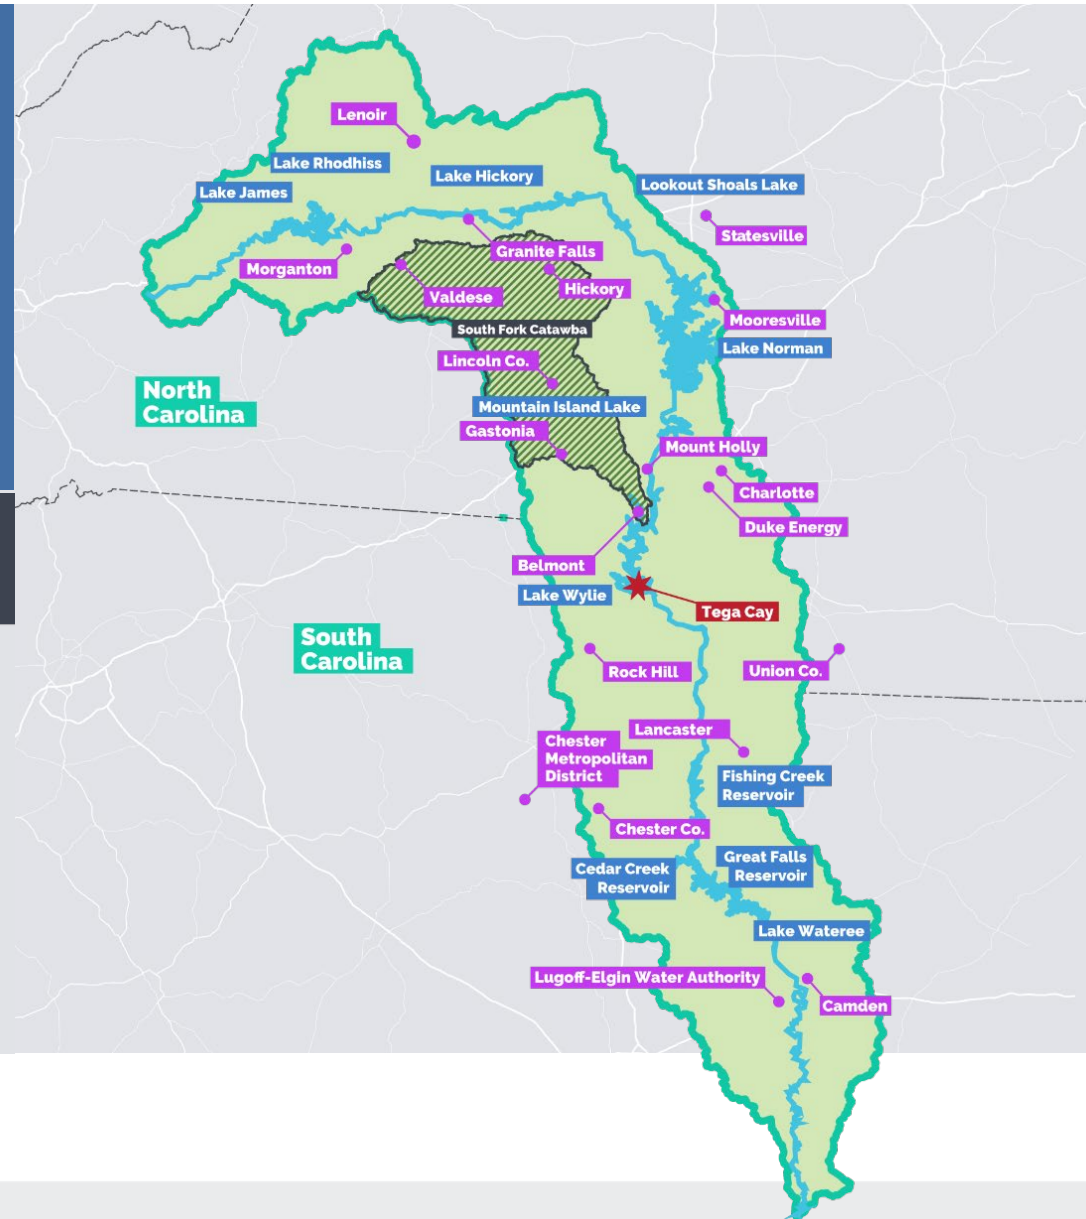 Lenoir
Lake Rhodhiss
Lake Hickory
Lake James
Lookout Shoals Lake
Statesville
Granite Falls
Morganton
Hickory
Valdese
Mooresville
South Fork Catawba
Lake Norman
Lincoln Co.
North
Carolina
Mountain Island Lake
Gastonia
Mount Holly
Charlotte
Duke Energy
Belmont
Lake Wylie
Tega Cay
South
Carolina
Rock Hill
Union Co.
Lancaster
Chester
Metropolitan
District
Fishing Creek
Reservoir
Chester Co.
Great Falls
Reservoir
Cedar Creek
Reservoir
Lake Wateree
Lugoff-Elgin Water Authority
Camden